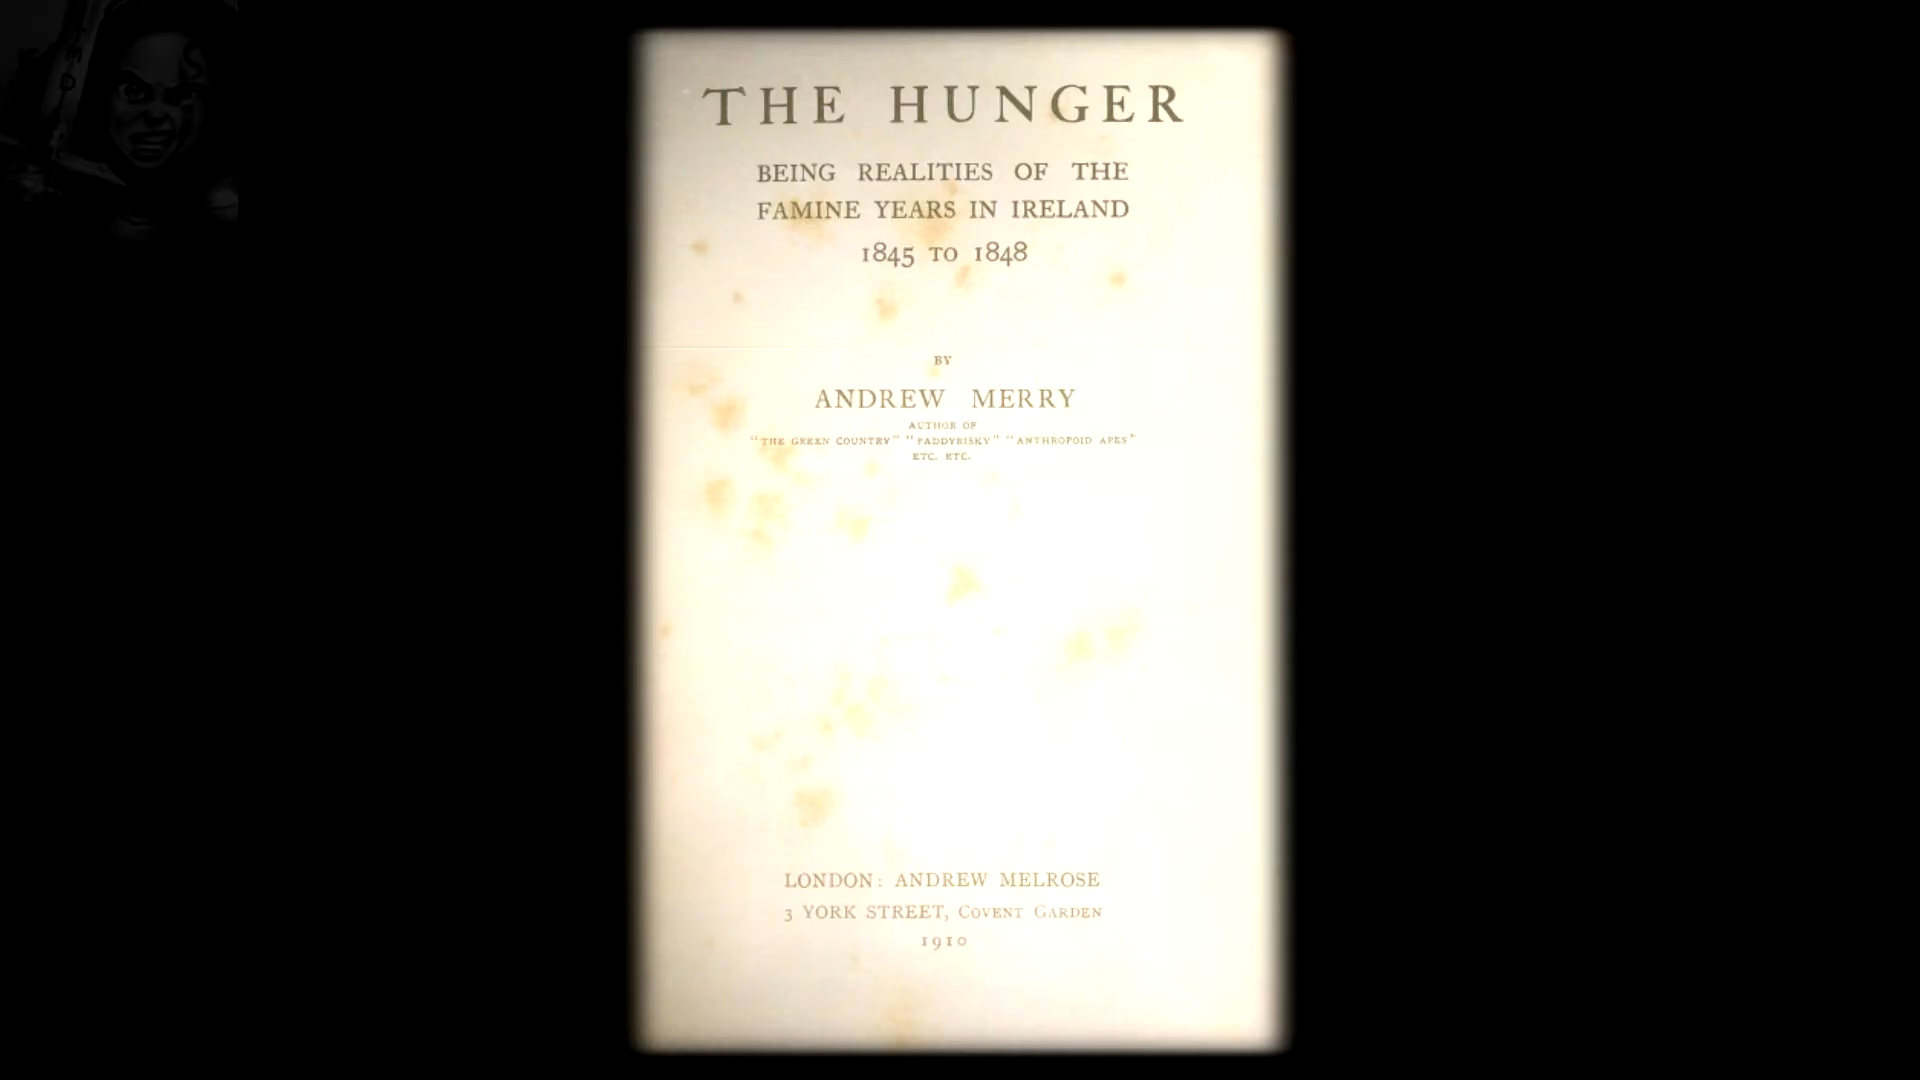 THE HUNGER
BEING REALITIES OF THE
FAMINE YEARS IN IRELAND
1845 TO 1848
BY
ANDREW MERRY
AUTHOR OF
"THE GREEN COUNTRY" "PADDYRISKY" "ANTHROPOID APES"
ETC. ETC.
LONDON: ANDREW MELROSE
3 YORK STREET, COVENT GARDEN
1910